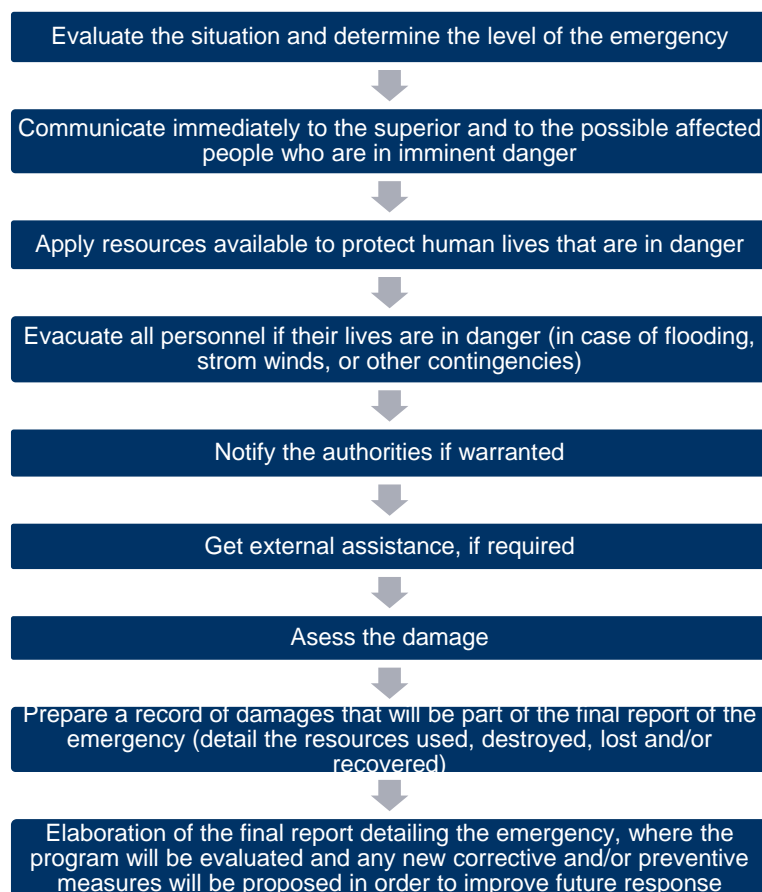 Evaluate the situation and determine the level of the emergency
Communicate immediately to the superior and to the possible affected
people who are in imminent danger
Apply resources available to protect human lives that are in danger
Evacuate all personnel if their lives are in danger (in case of flooding,
strom winds, or other contingencies)
Notify the authorities if warranted
Get external assistance, if required
Asess the damage
Prepare a record of damages that will be part of the final report of the
emergency (detail the resources used, destroyed, lost and/or
recovered)
Elaboration of the final report detailing the emergency, where the
program will be evaluated and any new corrective and/or preventive
measures will be proposed in order to improve future response